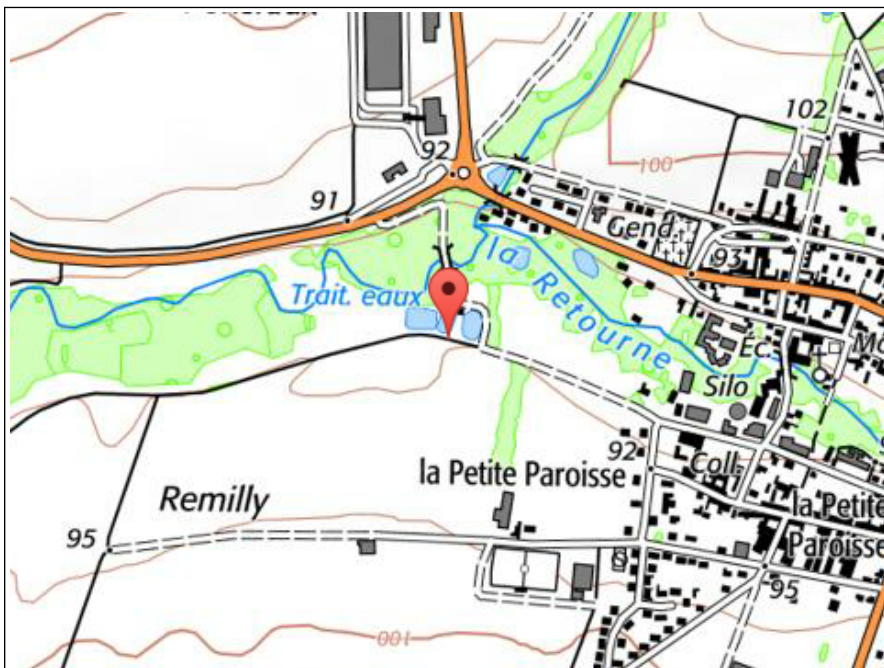 92
91
102
100
Gend.
93
Trait. eaux
la Retourne
Éc.
Silo
92
la Petite Paroisse
Coll.
Remilly
la Petite
Paroisse
95
95
100